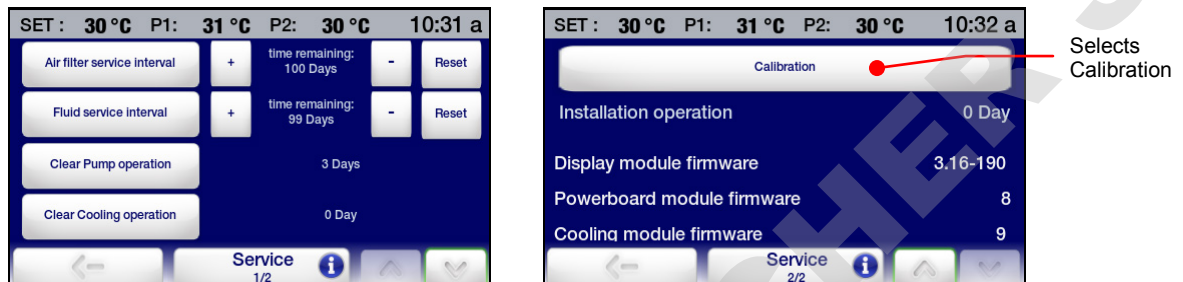 SET : 30 °C P1: 31 °C P2: 30 °C 10:31 a
Air filter service interval + time remaining: 100 Days - Reset
Fluid service interval + time remaining: 99 Days - Reset
Clear Pump operation 3 Days
Clear Cooling operation 0 Day
Service
1/2
SET : 30 °C P1: 31 °C P2: 30 °C 10:32 a
Calibration
Installation operation 0 Day
Display module firmware 3.16-190
Powerboard module firmware 8
Cooling module firmware 9
Service
2/2
Selects
Calibration